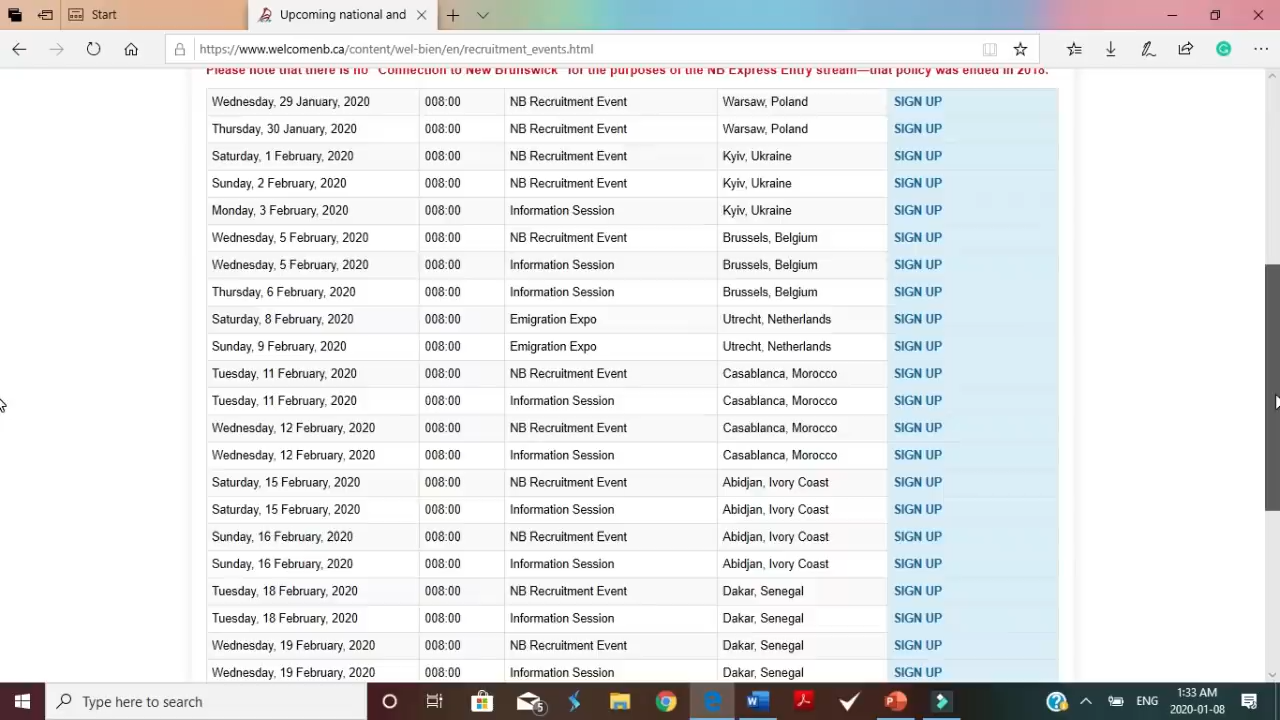 Start
Upcoming national and
https://www.welcomenb.ca/content/wel-bien/en/recruitment_events.html
Please note that there is no "Connection to New Brunswick" for the purposes of the NB Express Entry stream—that policy was ended in 2018.
Wednesday, 29 January, 2020 008:00 NB Recruitment Event Warsaw, Poland SIGN UP
Thursday, 30 January, 2020 008:00 NB Recruitment Event Warsaw, Poland SIGN UP
Saturday, 1 February, 2020 008:00 NB Recruitment Event Kyiv, Ukraine SIGN UP
Sunday, 2 February, 2020 008:00 NB Recruitment Event Kyiv, Ukraine SIGN UP
Monday, 3 February, 2020 008:00 Information Session Kyiv, Ukraine SIGN UP
Wednesday, 5 February, 2020 008:00 NB Recruitment Event Brussels, Belgium SIGN UP
Wednesday, 5 February, 2020 008:00 Information Session Brussels, Belgium SIGN UP
Thursday, 6 February, 2020 008:00 Information Session Brussels, Belgium SIGN UP
Saturday, 8 February, 2020 008:00 Emigration Expo Utrecht, Netherlands SIGN UP
Sunday, 9 February, 2020 008:00 Emigration Expo Utrecht, Netherlands SIGN UP
Tuesday, 11 February, 2020 008:00 NB Recruitment Event Casablanca, Morocco SIGN UP
Tuesday, 11 February, 2020 008:00 Information Session Casablanca, Morocco SIGN UP
Wednesday, 12 February, 2020 008:00 NB Recruitment Event Casablanca, Morocco SIGN UP
Wednesday, 12 February, 2020 008:00 Information Session Casablanca, Morocco SIGN UP
Saturday, 15 February, 2020 008:00 NB Recruitment Event Abidjan, Ivory Coast SIGN UP
Saturday, 15 February, 2020 008:00 Information Session Abidjan, Ivory Coast SIGN UP
Sunday, 16 February, 2020 008:00 NB Recruitment Event Abidjan, Ivory Coast SIGN UP
Sunday, 16 February, 2020 008:00 Information Session Abidjan, Ivory Coast SIGN UP
Tuesday, 18 February, 2020 008:00 NB Recruitment Event Dakar, Senegal SIGN UP
Tuesday, 18 February, 2020 008:00 Information Session Dakar, Senegal SIGN UP
Wednesday, 19 February, 2020 008:00 NB Recruitment Event Dakar, Senegal SIGN UP
Wednesday, 19 February, 2020 008:00 Information Session Dakar, Senegal SIGN UP
Type here to search
5
ENG
1:33 AM
2020-01-08